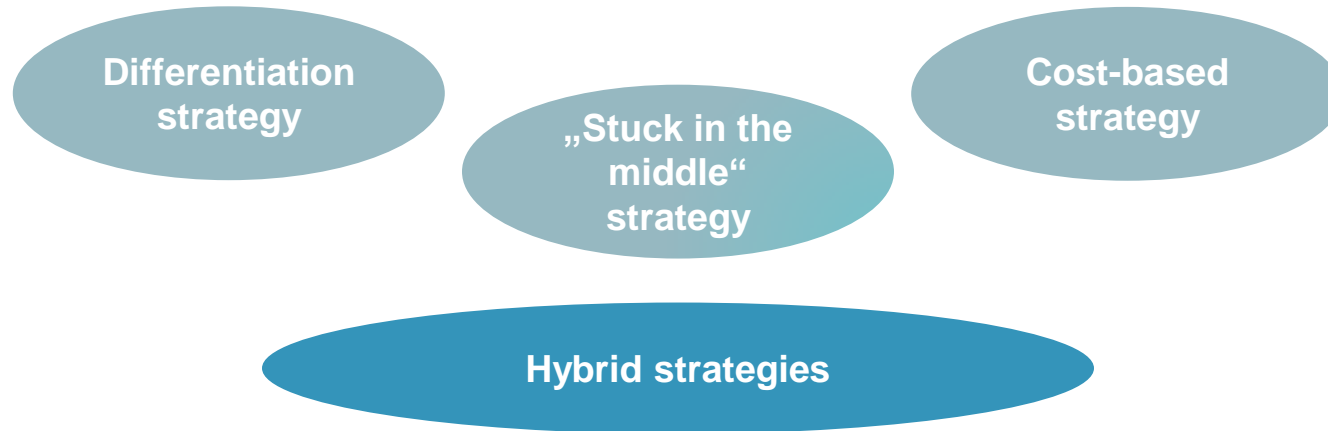 Differentiation
strategy
„Stuck in the
middle“
strategy
Cost-based
strategy
Hybrid strategies